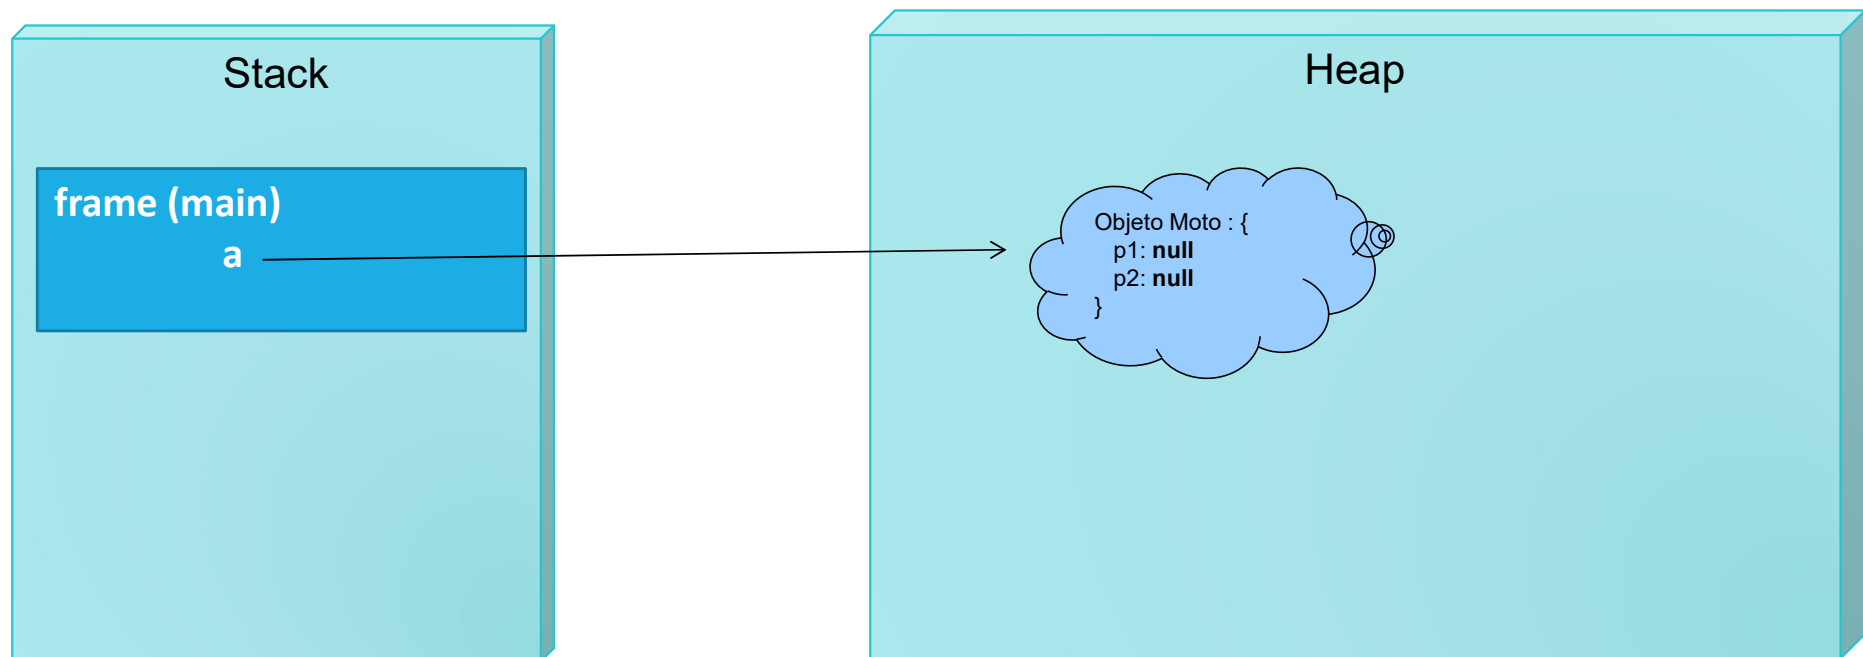 Stack
frame (main)
a
Heap
Objeto Moto : {
p1: null
p2: null
}